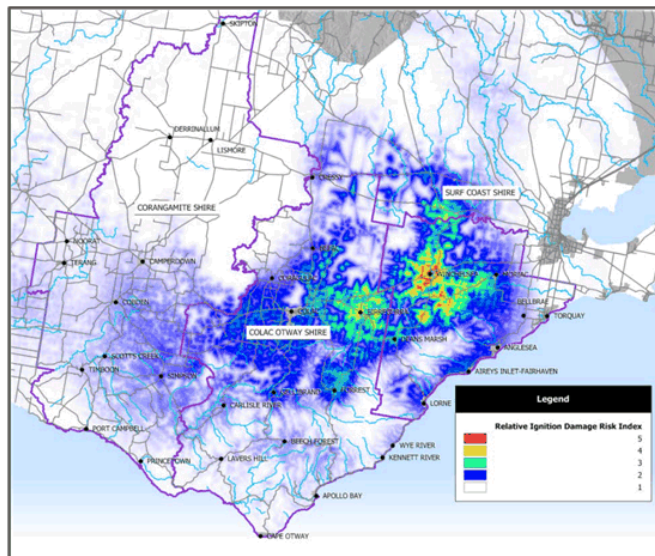 SKIPTON
DERRINALLUM
LISMORE
SURF COAST SHIRE
CORANGAMITE SHIRE
NOORAT
TERANG
CAMPERDOWN
WINCHELSEA
MORIAC
COBDEN
COLAC
BELLBRAE
TORQUAY
COLAC OTWAY SHIRE
DEANS MARSH
ANGLESEA
SCOTTS CREEK
TIMBOON
SIMPSON
AIREYS INLET-FAIRHAVEN
GELLIBRAND
FORREST
CARLISLE RIVER
LORNE
PORT CAMPBELL
BEECH FOREST
WYE RIVER
KENNETT RIVER
PRINCETOWN
LAVERS HILL
APOLLO BAY
CAPE OTWAY
Legend
Relative Ignition Damage Risk Index
5
4
3
2
1